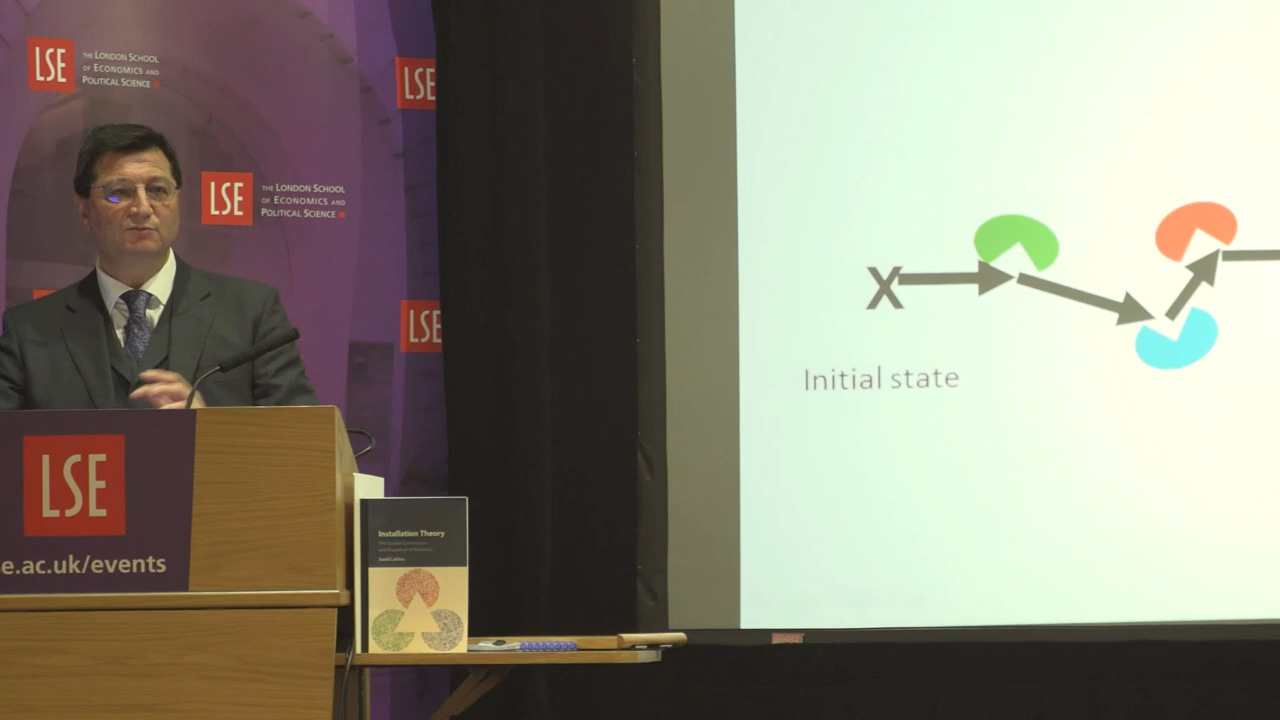 LSE
THE LONDON SCHOOL
OF ECONOMICS AND
POLITICAL SCIENCE
LSE
LSE
THE LONDON SCHOOL
OF ECONOMICS AND
POLITICAL SCIENCE
LSE
X
Initial state
LSE
e.ac.uk/events
Installation Theory